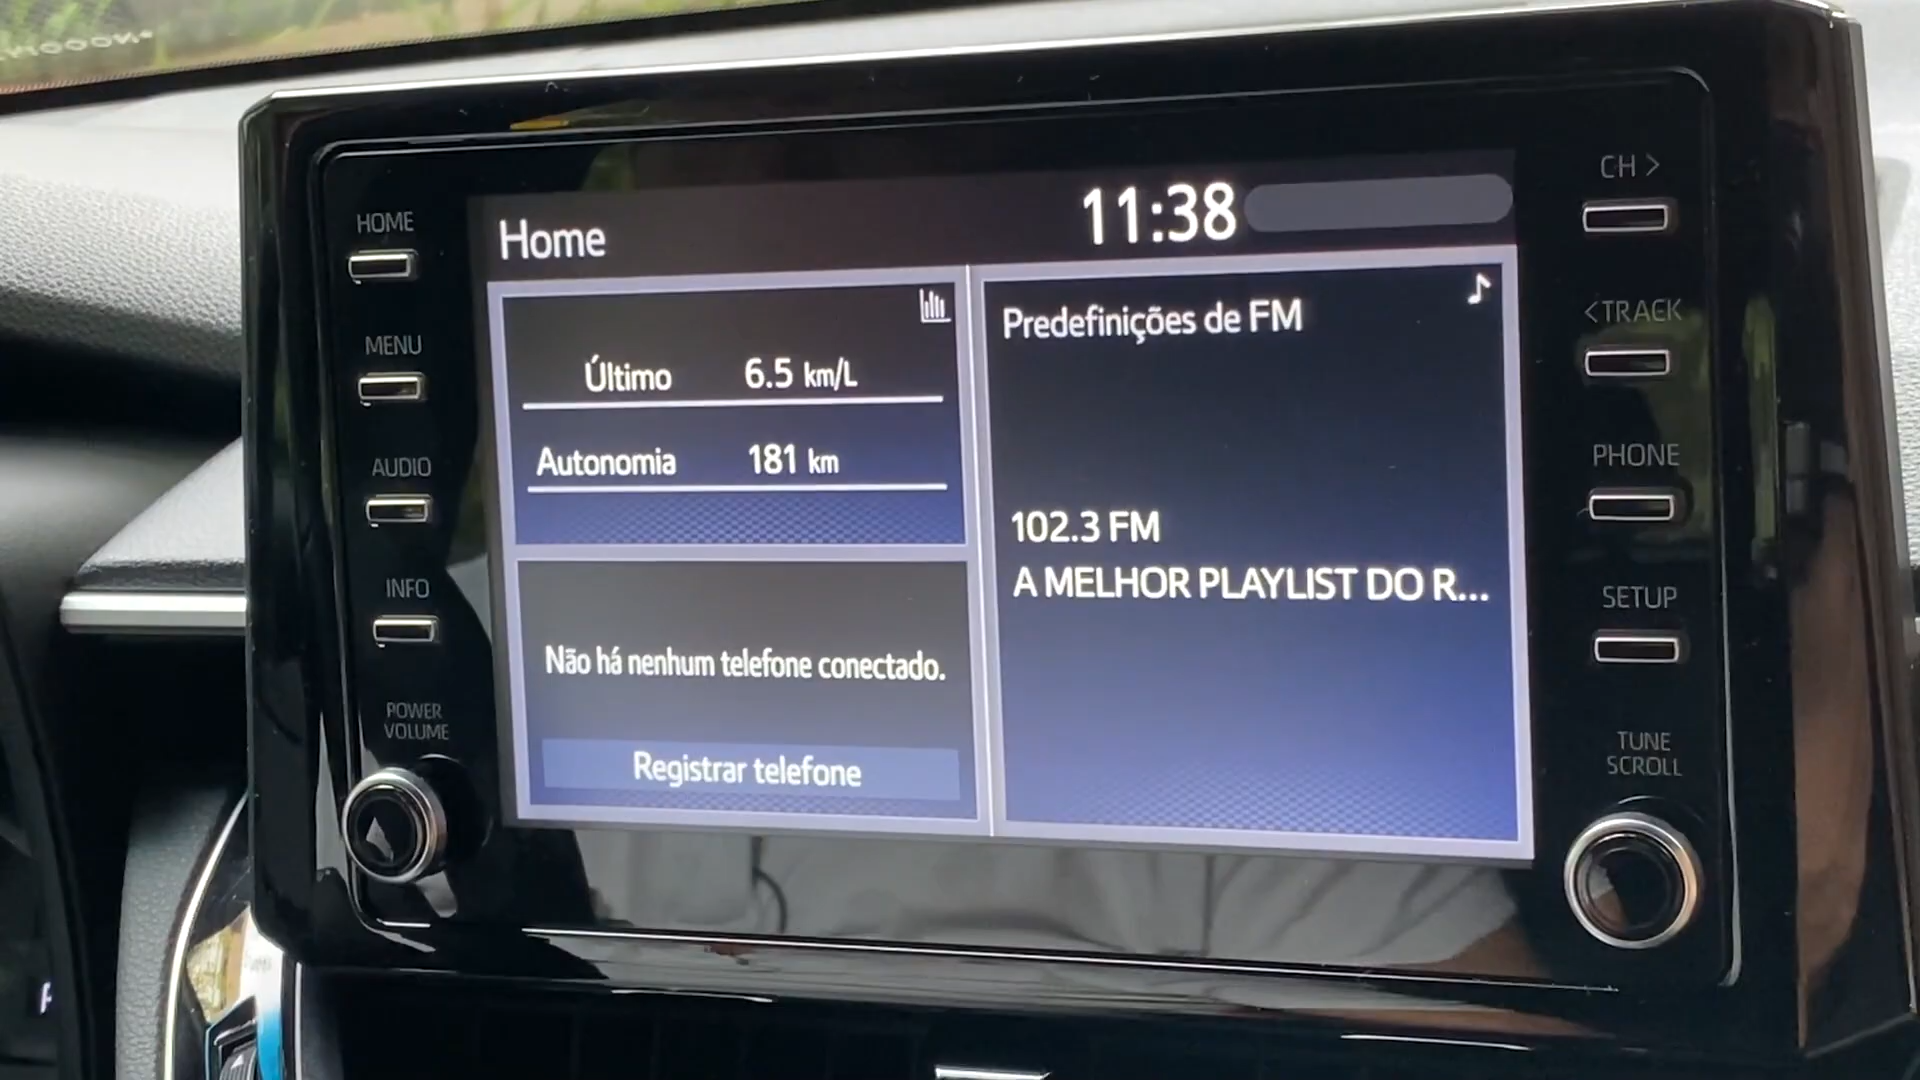 HOME
MENU
AUDIO
INFO
POWER
VOLUME
Home
11:38
Último 6.5 km/L
Autonomia 181 km
Não há nenhum telefone conectado.
Registrar telefone
Predefinições de FM
102.3 FM
A MELHOR PLAYLIST DO R...
CH >
< TRACK
PHONE
SETUP
TUNE
SCROLL